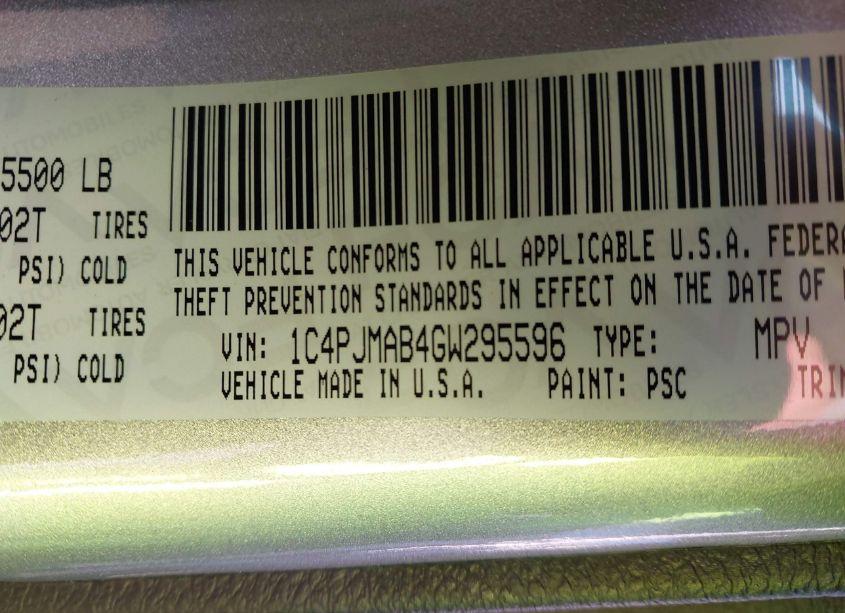 5500 LB
02T TIRES
PSI) COLD
02T TIRES
PSI) COLD
THIS VEHICLE CONFORMS TO ALL APPLICABLE U.S.A. FEDERA
THEFT PREVENTION STANDARDS IN EFFECT ON THE DATE OF
VIN: 1C4PJMAB4GW295596 TYPE: MPV
VEHICLE MADE IN U.S.A. PAINT: PSC TRIM